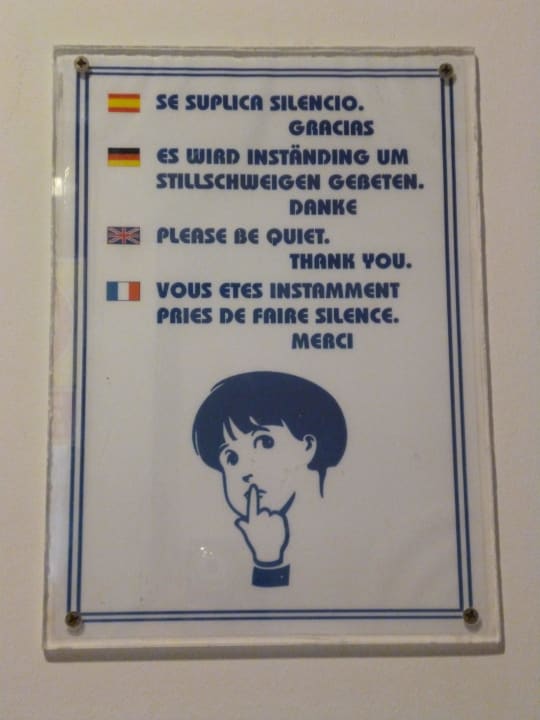 SE SUPLICA SILENCIO.
GRACIAS
ES WIRD INSTÄNDING UM
STILLSCHWEIGEN GEBETEN.
DANKE
PLEASE BE QUIET.
THANK YOU.
VOUS ETES INSTAMMENT
PRIES DE FAIRE SILENCE.
MERCI